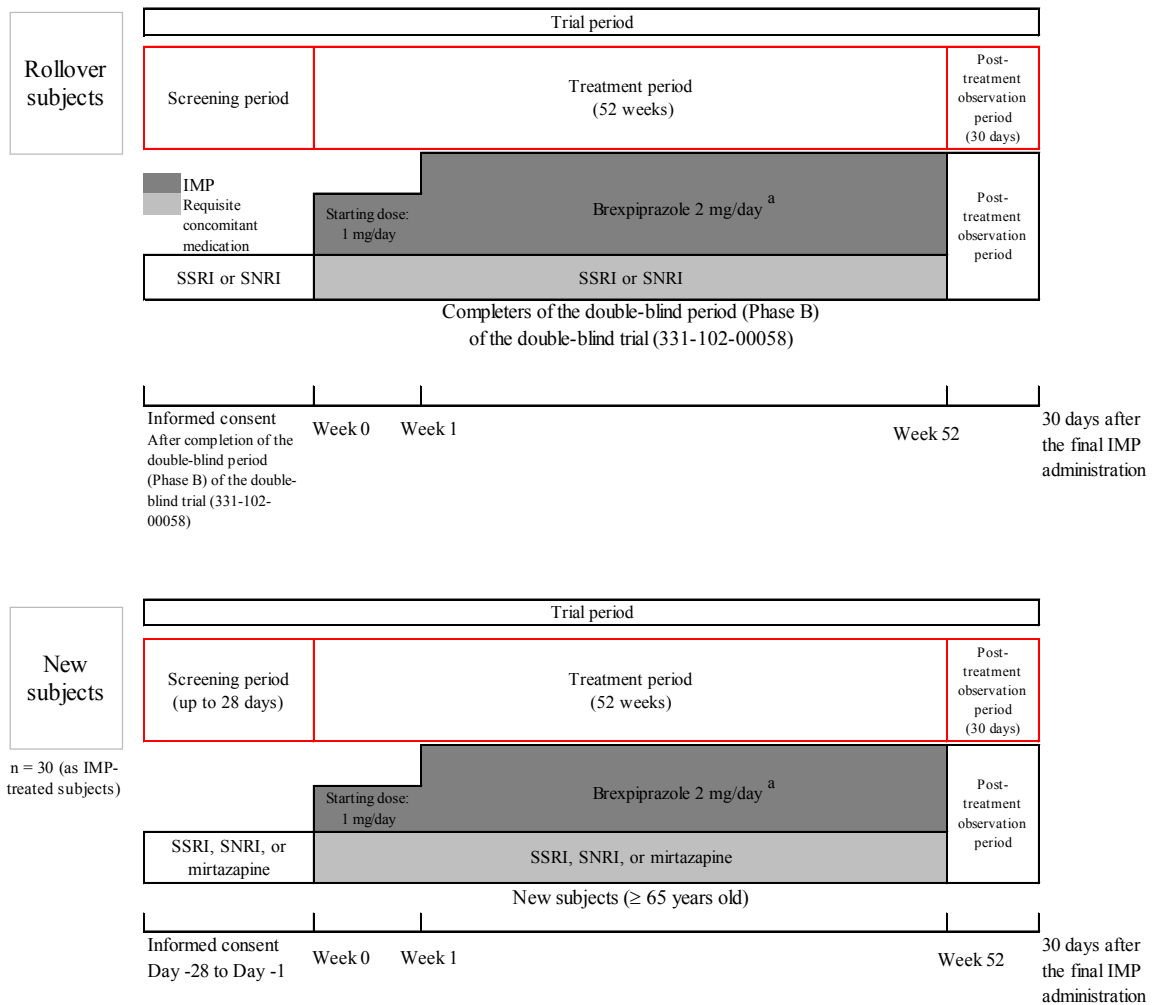 Trial period
Rollover
subjects
Screening period
Treatment period
(52 weeks)
Post-
treatment
observation
period
(30 days)
IMP
Requisite
concomitant
medication
Starting dose:
1 mg/day
Brexpiprazole 2 mg/day a
Post-
treatment
observation
period
SSRI or SNRI
SSRI or SNRI
Completers of the double-blind period (Phase B)
of the double-blind trial (331-102-00058)
Informed consent
After completion of the
double-blind period
(Phase B) of the double-
blind trial (331-102-
00058)
Week 0
Week 1
Week 52
30 days after
the final IMP
administration
Trial period
New
subjects
n = 30 (as IMP-
treated subjects)
Screening period
(up to 28 days)
Treatment period
(52 weeks)
Post-
treatment
observation
period
(30 days)
Starting dose:
1 mg/day
Brexpiprazole 2 mg/day a
Post-
treatment
observation
period
SSRI, SNRI, or
mirtazapine
SSRI, SNRI, or mirtazapine
New subjects (≥ 65 years old)
Informed consent
Day -28 to Day -1
Week 0
Week 1
Week 52
30 days after
the final IMP
administration